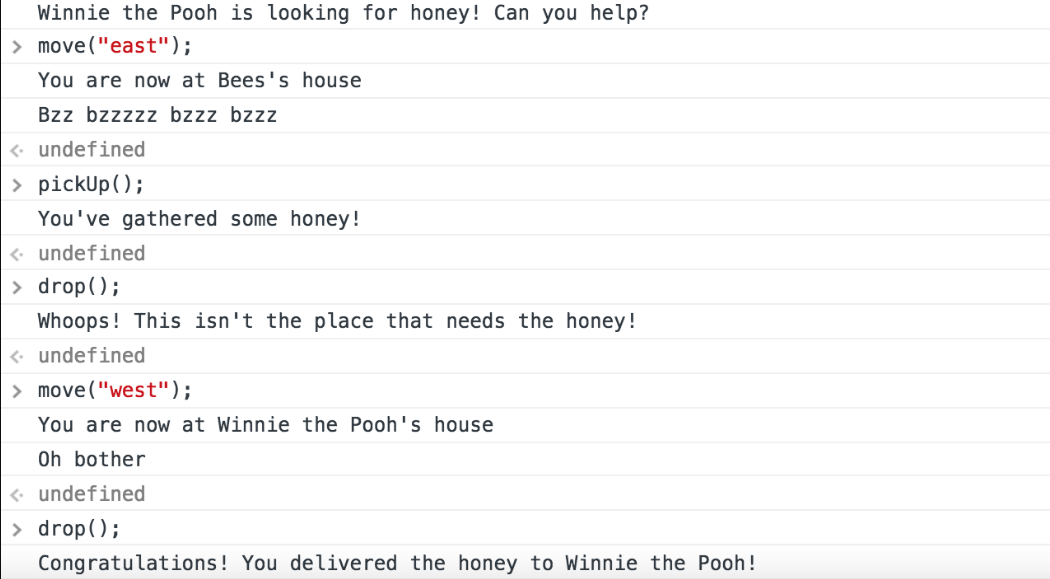 Winnie the Pooh is looking for honey! Can you help?
> move("east");
You are now at Bees's house
Bzz bzzzzz bzzz bzzz
undefined
> pickUp();
You've gathered some honey!
undefined
> drop();
Whoops! This isn't the place that needs the honey!
undefined
> move("west");
You are now at Winnie the Pooh's house
Oh bother
undefined
> drop();
Congratulations! You delivered the honey to Winnie the Pooh!